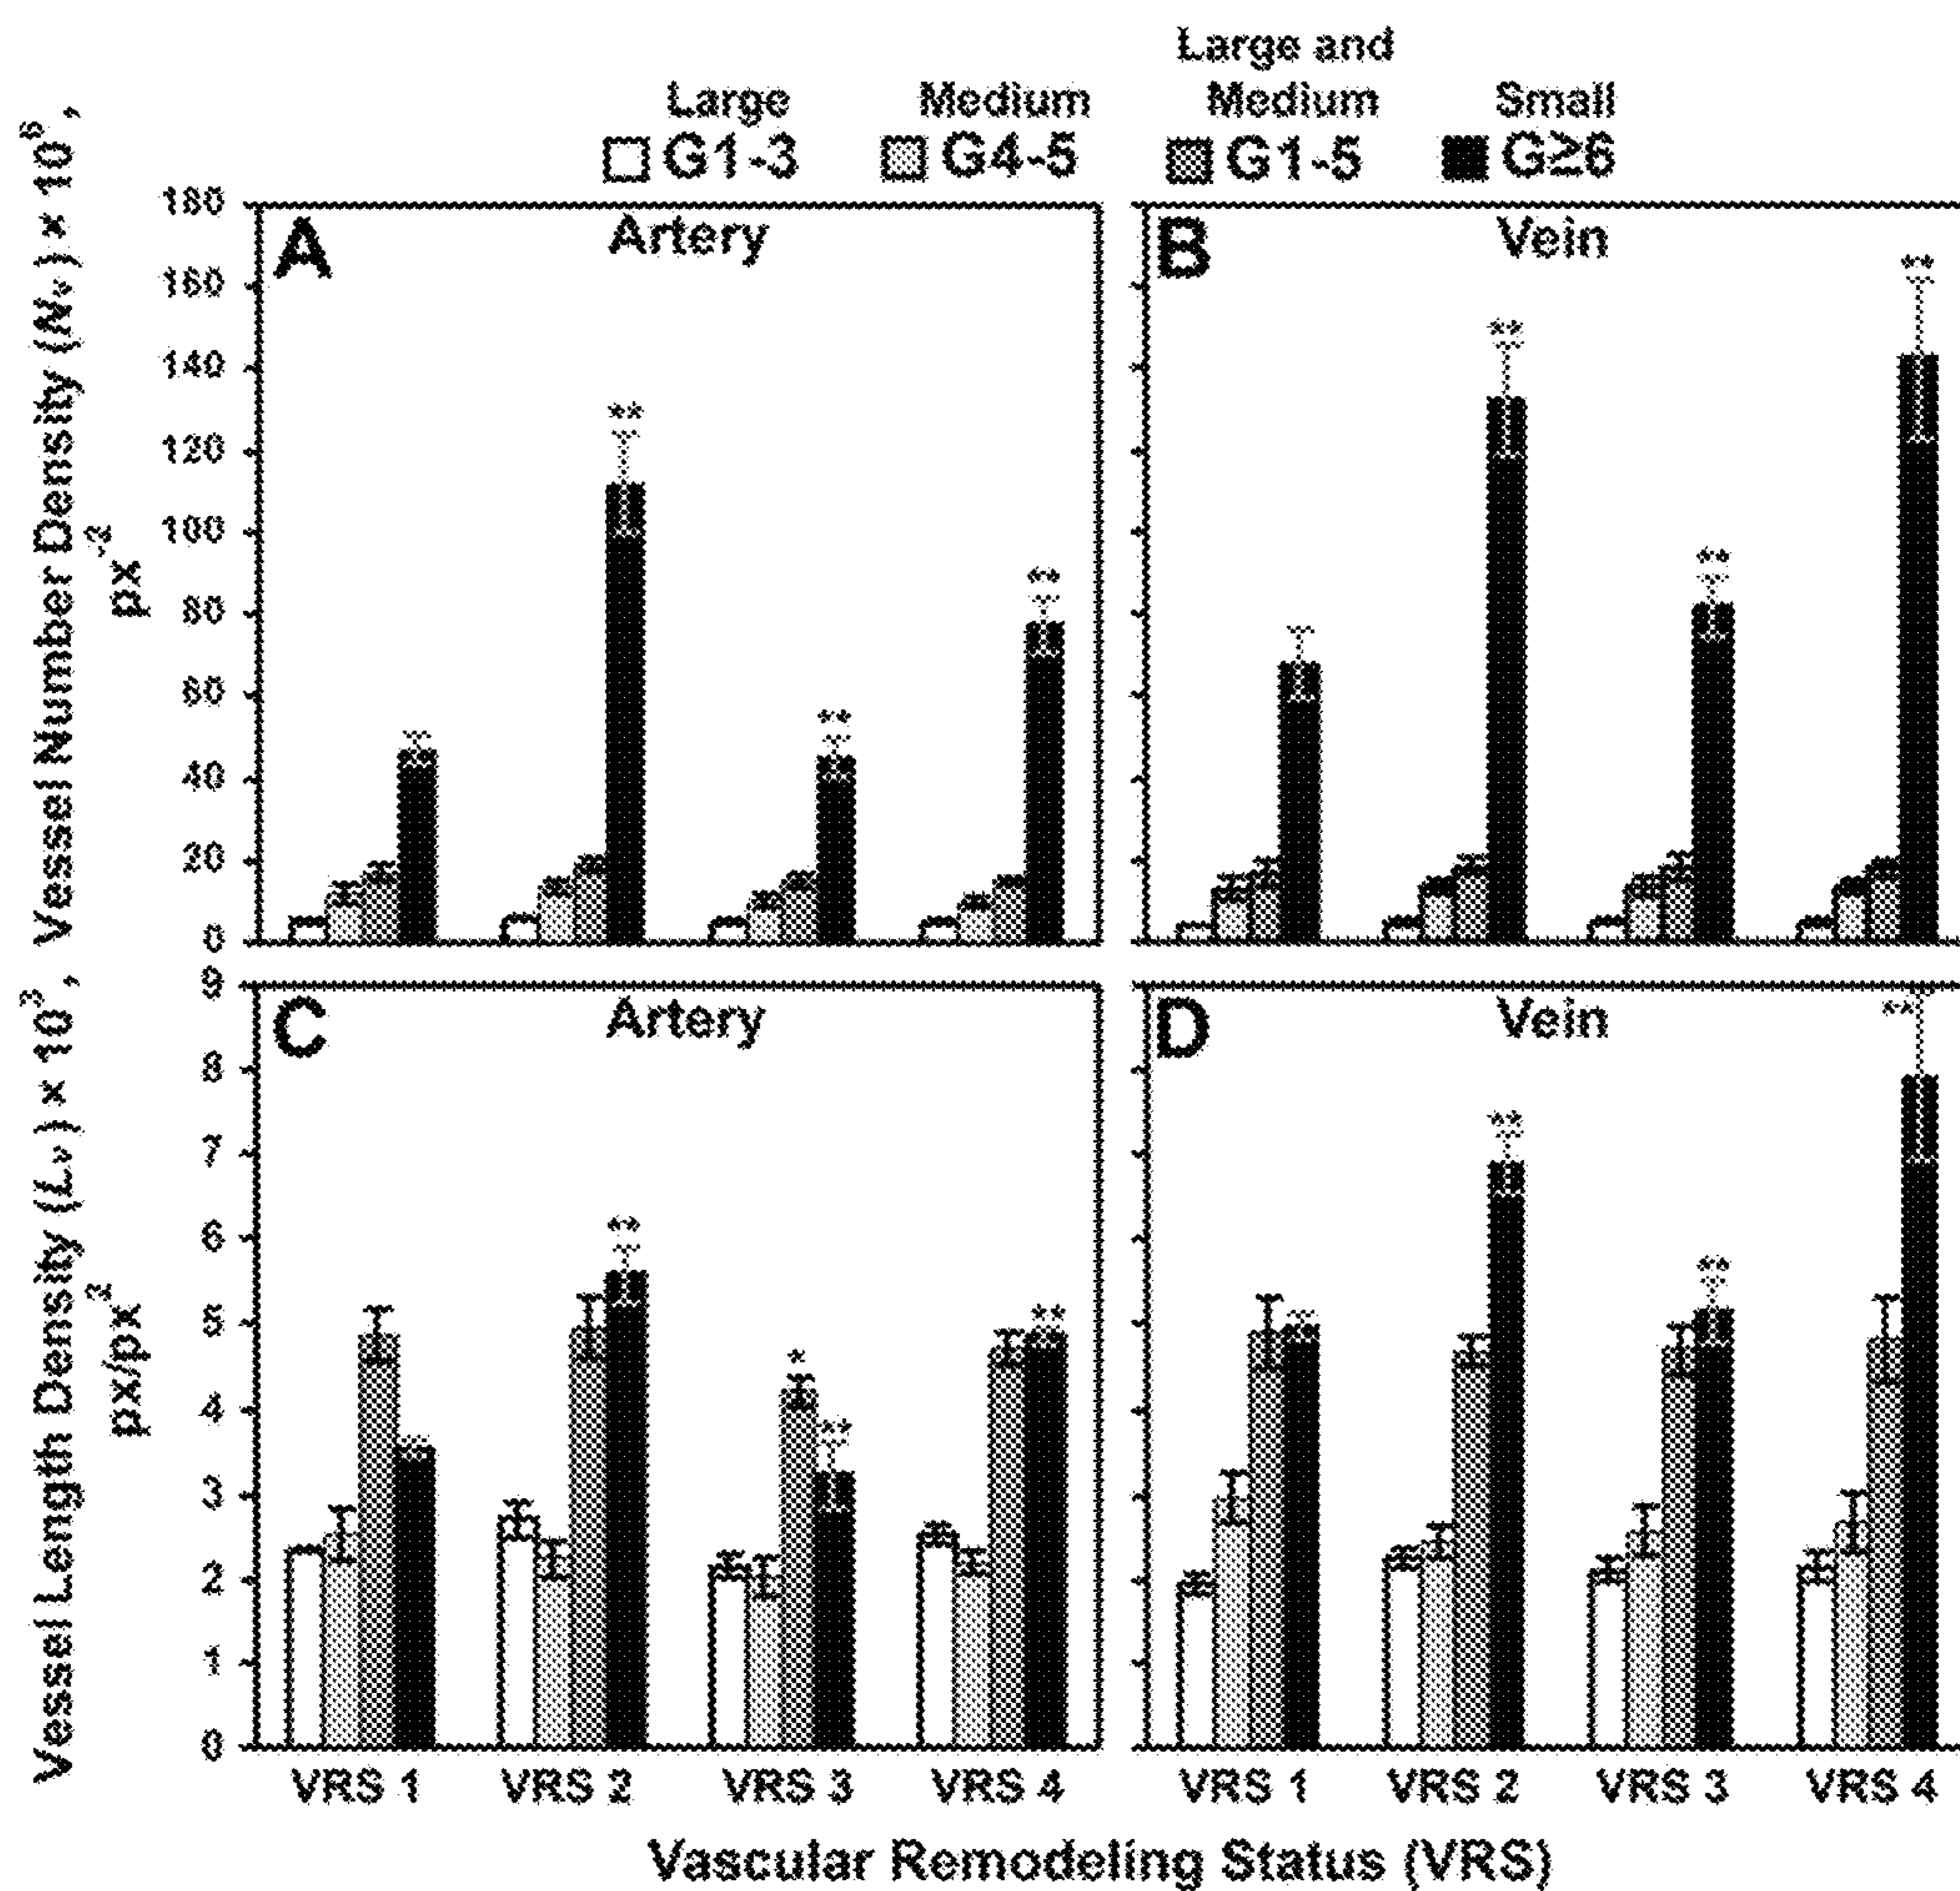 Large and
Large Medium Medium Small
G1-3 G4-5 G1-5 G≥6
Vessel Number Density (Nv) × 10⁶,
px⁻²
180
160
140
120
100
80
60
40
20
0
A Artery
**
**
**
B Vein
**
**
**
Vessel Length Density (Lv) × 10³,
px/px²
9
8
7
6
5
4
3
2
1
0
C Artery
**
*
**
**
D Vein
**
**
**
VRS 1 VRS 2 VRS 3 VRS 4 VRS 1 VRS 2 VRS 3 VRS 4
Vascular Remodeling Status (VRS)